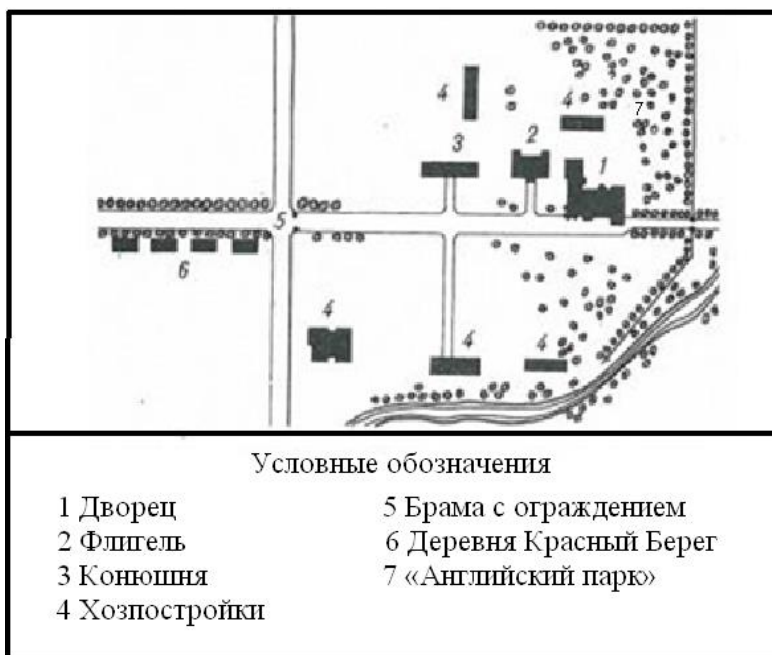 4
4
7
3
2
1
5
6
4
4
4
Условные обозначения
1 Дворец
2 Флигель
3 Конюшня
4 Хозпостройки
5 Брама с ограждением
6 Деревня Красный Берег
7 «Английский парк»